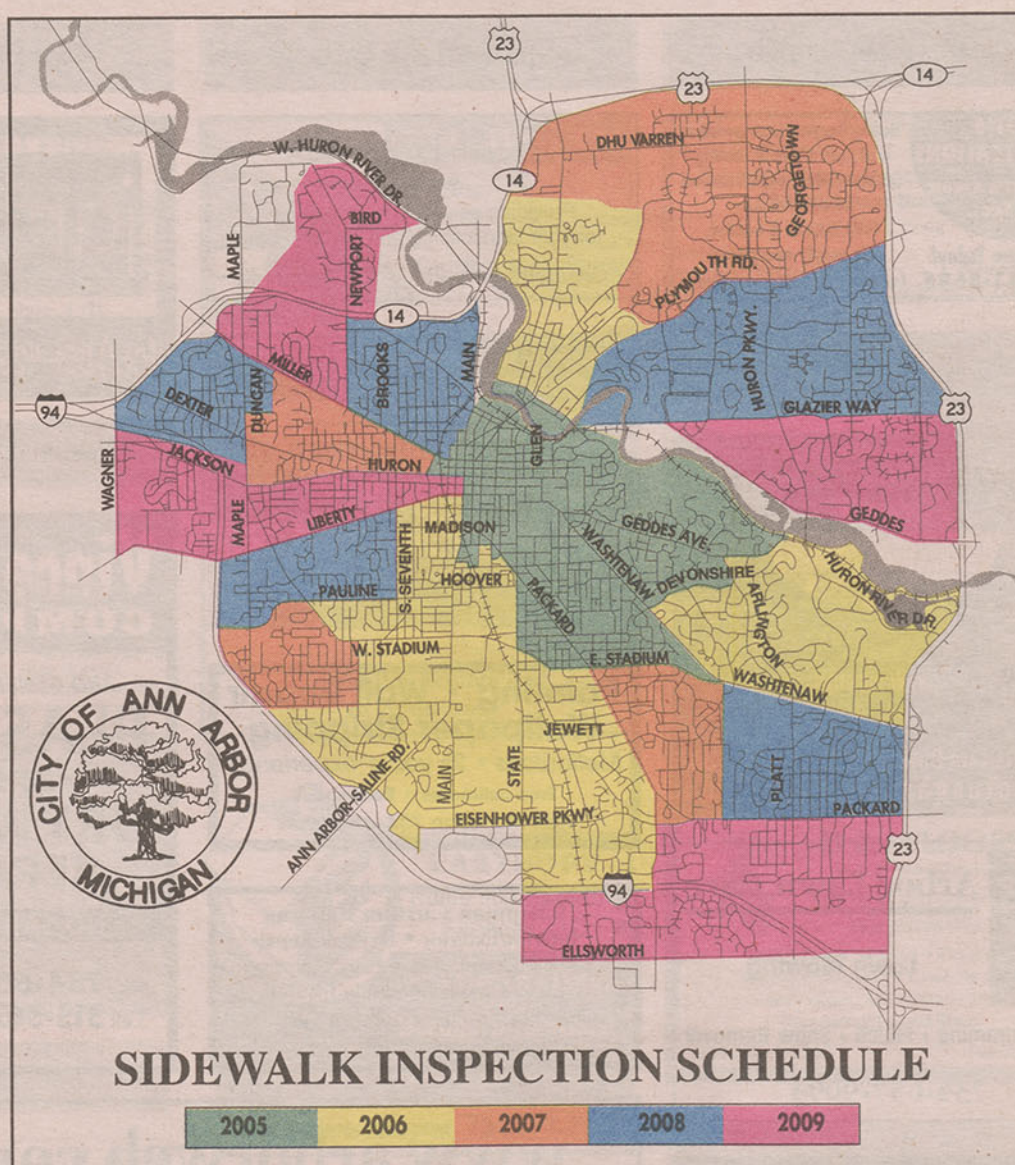 23
14
23
DHU VARREN
GEORGETOWN
W. HURON RIVER DR.
14
BIRD
MAPLE
NEWPORT
PLYMOUTH RD.
14
HURON PKWY.
MILLER
BROOKS
MAIN
DEXTER
DUNCAN
94
GLAZIER WAY
23
GLEN
JACKSON
HURON
WAGNER
MAPLE
LIBERTY
MADISON
GEDDES AVE.
GEDDES
WASHTENAW
S. SEVENTH
HOOVER
DEVONSHIRE
HURON RIVER DR.
PAULINE
PACKARD
ARLINGTON
W. STADIUM
E. STADIUM
WASHTENAW
JEWETT
CITY OF ANN ARBOR
MICHIGAN
ANN ARBOR-SALINE RD.
MAIN
STATE
PLATT
EISENHOWER PKWY.
PACKARD
23
94
ELLSWORTH
SIDEWALK INSPECTION SCHEDULE
2005 2006 2007 2008 2009